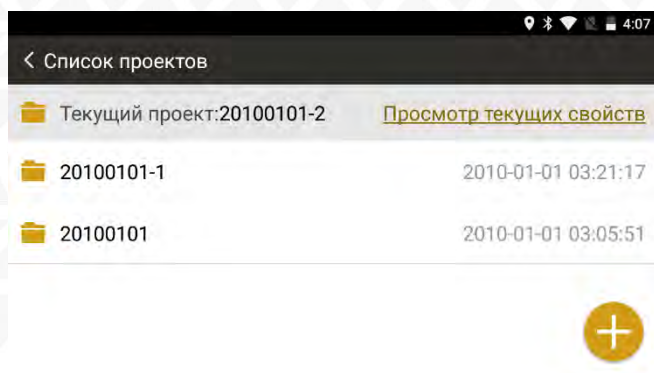 4:07
Список проектов
Текущий проект:20100101-2 Просмотр текущих свойств
20100101-1 2010-01-01 03:21:17
20100101 2010-01-01 03:05:51